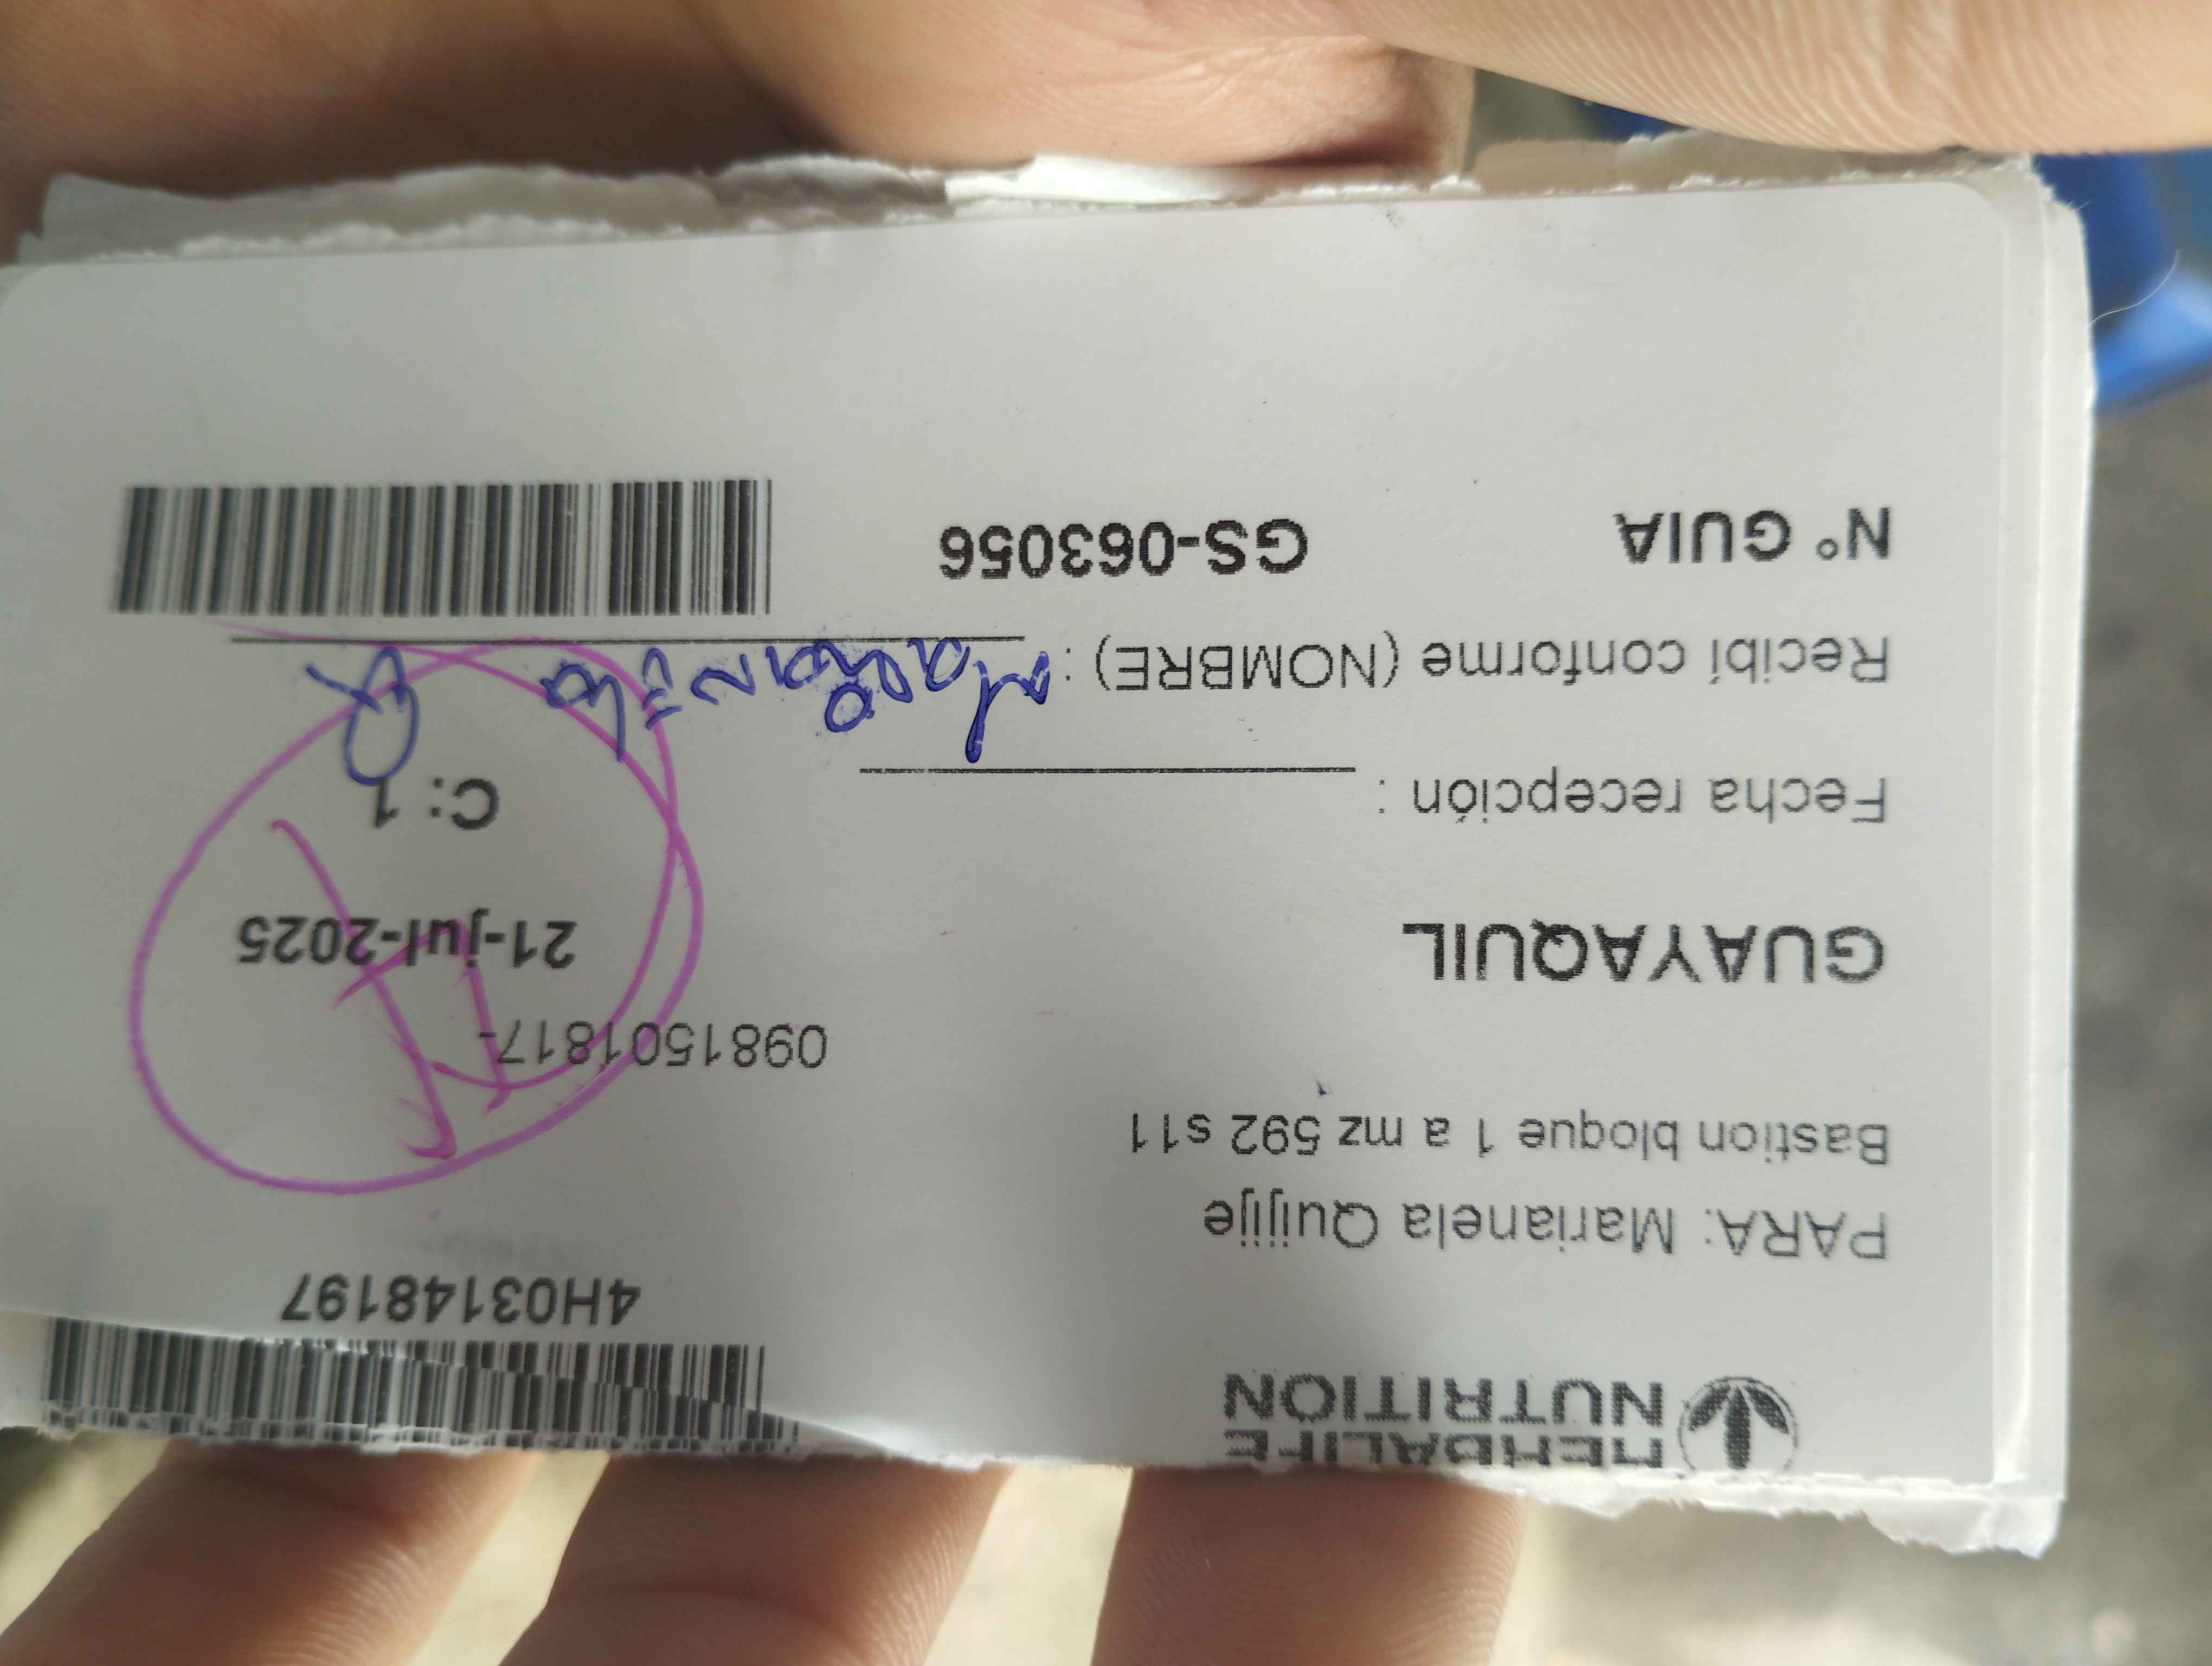 HERBALIFE
NUTRITION
4H03148197
PARA: Marianela Quijije
Bastion bloque 1 a mz 592 s11
0981501817-
GUAYAQUIL
21-jul-2025
Fecha recepción :
C: 1
Recibí conforme (NOMBRE) : Marianela Q
N° GUIA GS-063056